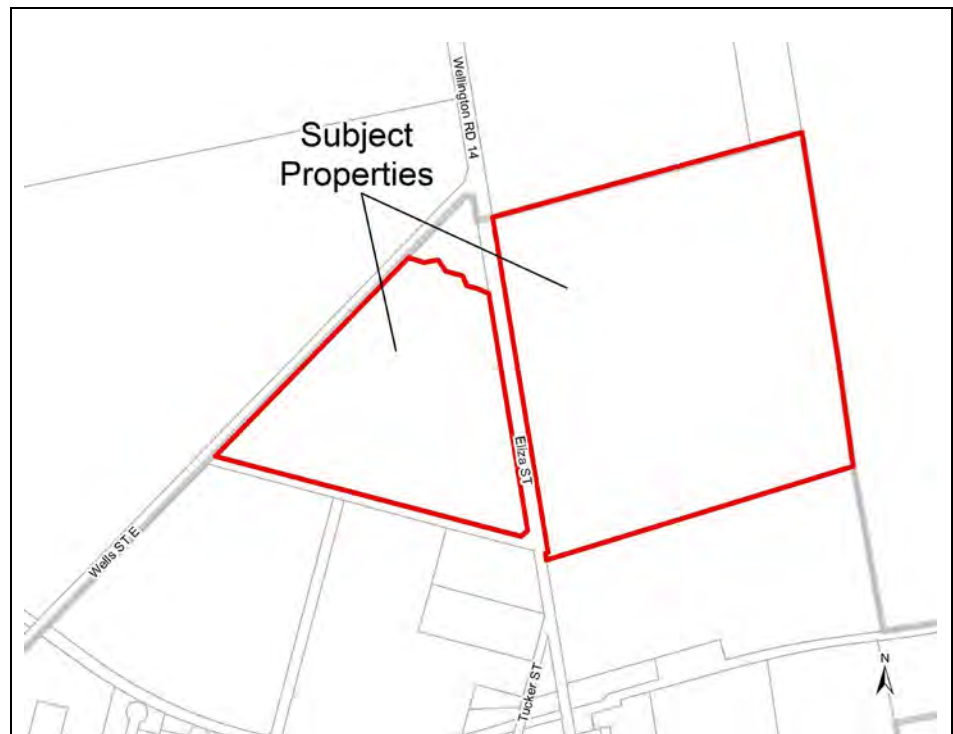 Wellington RD 14
Subject
Properties
Eliza ST
Wells ST E
Tucker ST
N